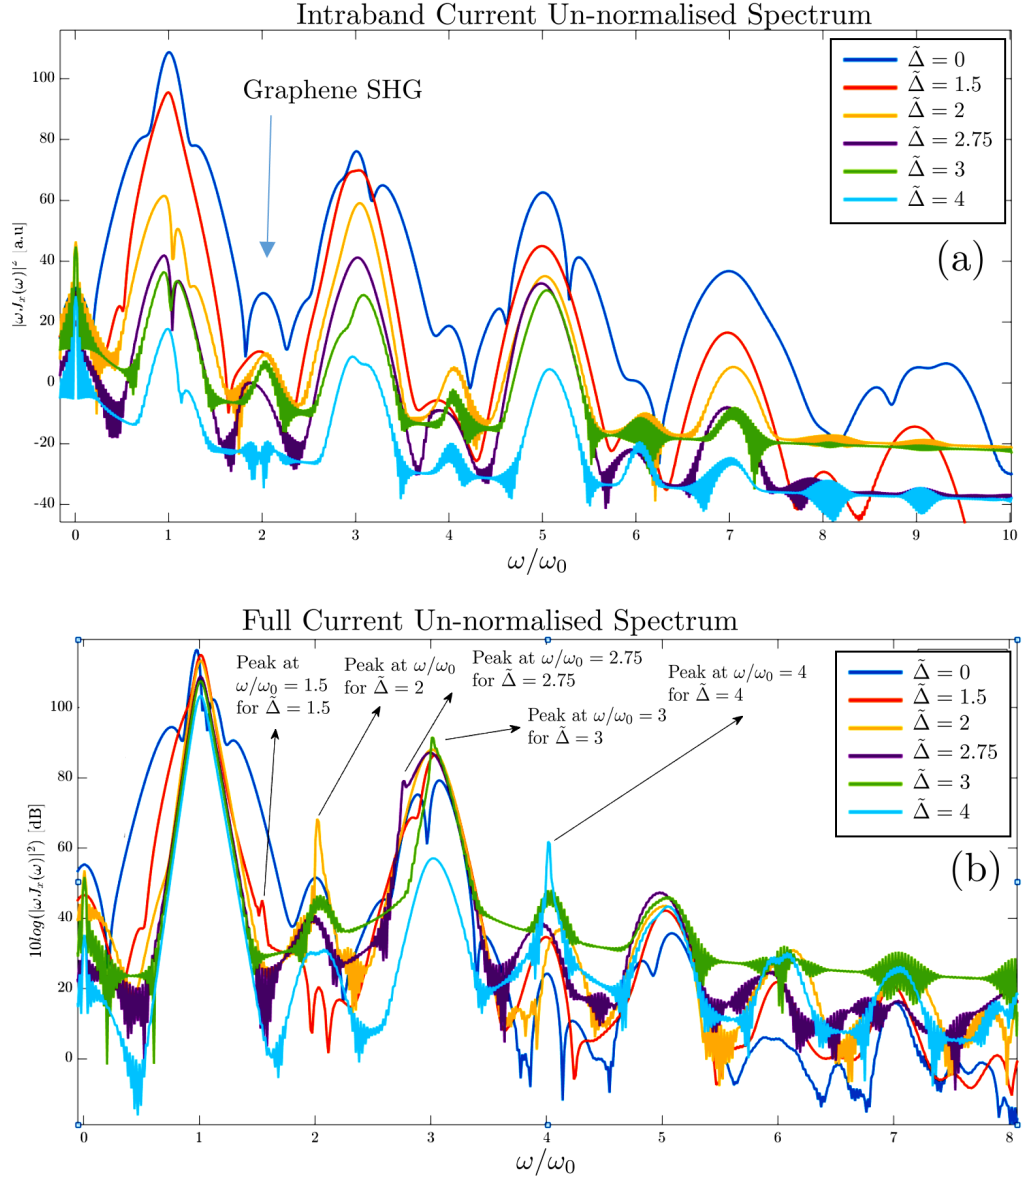 Intraband Current Un-normalised Spectrum
Graphene SHG
Δ̃ = 0
Δ̃ = 1.5
Δ̃ = 2
Δ̃ = 2.75
Δ̃ = 3
Δ̃ = 4
(a)
|ωJₓ(ω)|² [a.u]
100
80
60
40
20
0
-20
-40
0 1 2 3 4 5 6 7 8 9 10
ω/ω₀
Full Current Un-normalised Spectrum
Peak at
ω/ω₀ = 1.5
for Δ̃ = 1.5
Peak at ω/ω₀
for Δ̃ = 2
Peak at ω/ω₀ = 2.75
for Δ̃ = 2.75
Peak at ω/ω₀ = 3
for Δ̃ = 3
Peak at ω/ω₀ = 4
for Δ̃ = 4
Δ̃ = 0
Δ̃ = 1.5
Δ̃ = 2
Δ̃ = 2.75
Δ̃ = 3
Δ̃ = 4
(b)
10log(|ωJₓ(ω)|²) [dB]
100
80
60
40
20
0
0 1 2 3 4 5 6 7 8
ω/ω₀